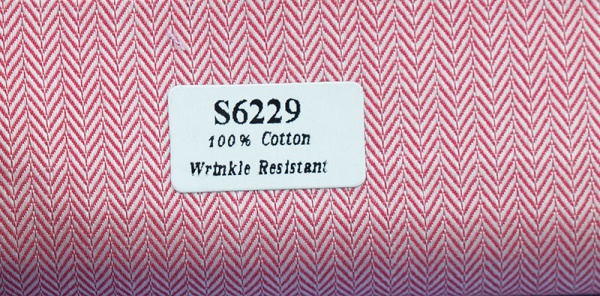 S6229
100% Cotton
Wrinkle Resistant